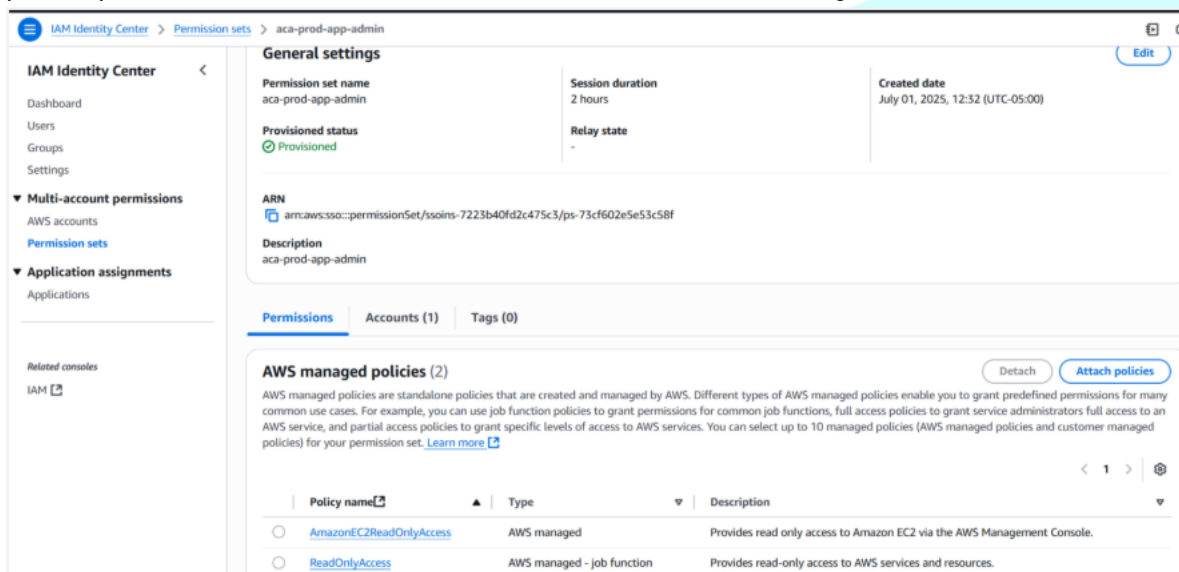 IAM Identity Center > Permission sets > aca-prod-app-admin
IAM Identity Center
Dashboard
Users
Groups
Settings
Multi-account permissions
AWS accounts
Permission sets
Application assignments
Applications
Related consoles
IAM
General settings
Edit
Permission set name
aca-prod-app-admin
Session duration
2 hours
Created date
July 01, 2025, 12:32 (UTC-05:00)
Provisioned status
Provisioned
Relay state
-
ARN
arn:aws:sso:::permissionSet/ssoins-7223b40fd2c475c3/ps-73cf602e5e53c58f
Description
aca-prod-app-admin
Permissions
Accounts (1)
Tags (0)
AWS managed policies (2)
Detach
Attach policies
AWS managed policies are standalone policies that are created and managed by AWS. Different types of AWS managed policies enable you to grant predefined permissions for many
common use cases. For example, you can use job function policies to grant permissions for common job functions, full access policies to grant service administrators full access to an
AWS service, and partial access policies to grant specific levels of access to AWS services. You can select up to 10 managed policies (AWS managed policies and customer managed
policies) for your permission set. Learn more
< 1 >
Policy name Type Description
AmazonEC2ReadOnlyAccess AWS managed Provides read only access to Amazon EC2 via the AWS Management Console.
ReadOnlyAccess AWS managed - job function Provides read-only access to AWS services and resources.